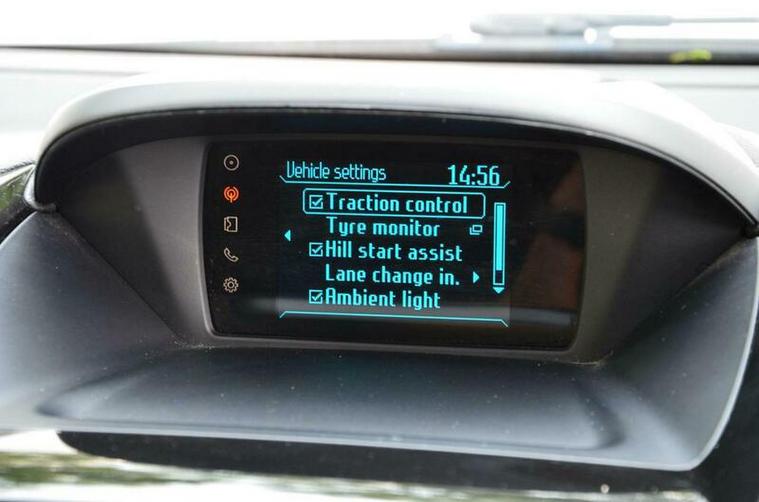 Vehicle settings 14:56
Traction control
Tyre monitor
Hill start assist
Lane change in.
Ambient light